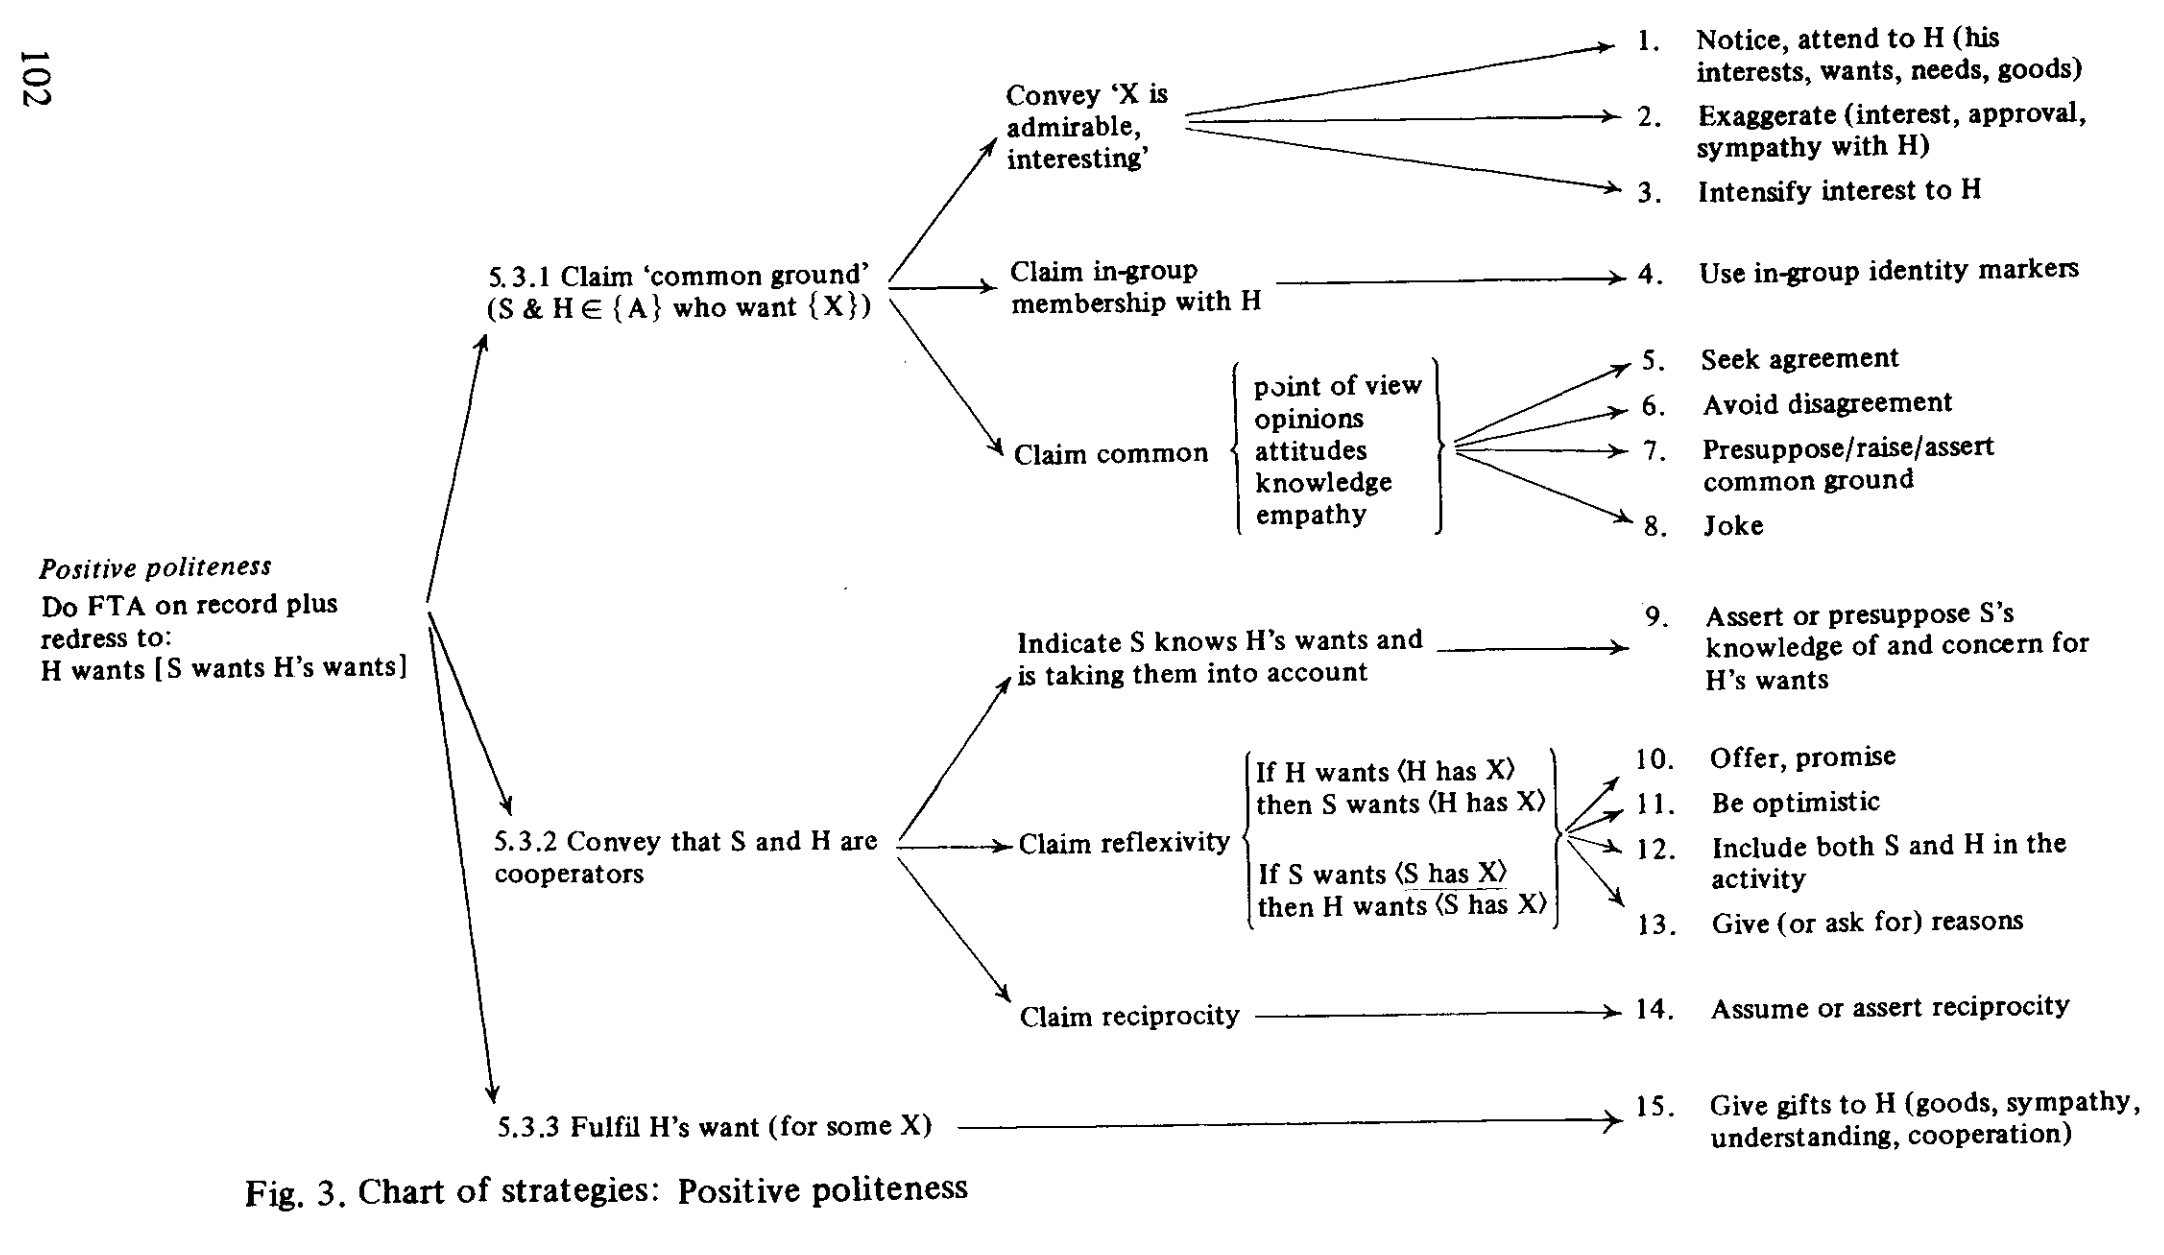 102
Positive politeness
Do FTA on record plus
redress to:
H wants [S wants H's wants]
5.3.1 Claim ‘common ground’
(S & H ∈ {A} who want {X})
Convey ‘X is
admirable,
interesting’
1. Notice, attend to H (his
interests, wants, needs, goods)
2. Exaggerate (interest, approval,
sympathy with H)
3. Intensify interest to H
Claim in-group
membership with H
4. Use in-group identity markers
Claim common
point of view
opinions
attitudes
knowledge
empathy
5. Seek agreement
6. Avoid disagreement
7. Presuppose/raise/assert
common ground
8. Joke
5.3.2 Convey that S and H are
cooperators
Indicate S knows H's wants and
is taking them into account
9. Assert or presuppose S's
knowledge of and concern for
H's wants
Claim reflexivity
If H wants ⟨H has X⟩
then S wants ⟨H has X⟩
If S wants ⟨S has X⟩
then H wants ⟨S has X⟩
10. Offer, promise
11. Be optimistic
12. Include both S and H in the
activity
13. Give (or ask for) reasons
Claim reciprocity
14. Assume or assert reciprocity
5.3.3 Fulfil H's want (for some X)
15. Give gifts to H (goods, sympathy,
understanding, cooperation)
Fig. 3. Chart of strategies: Positive politeness